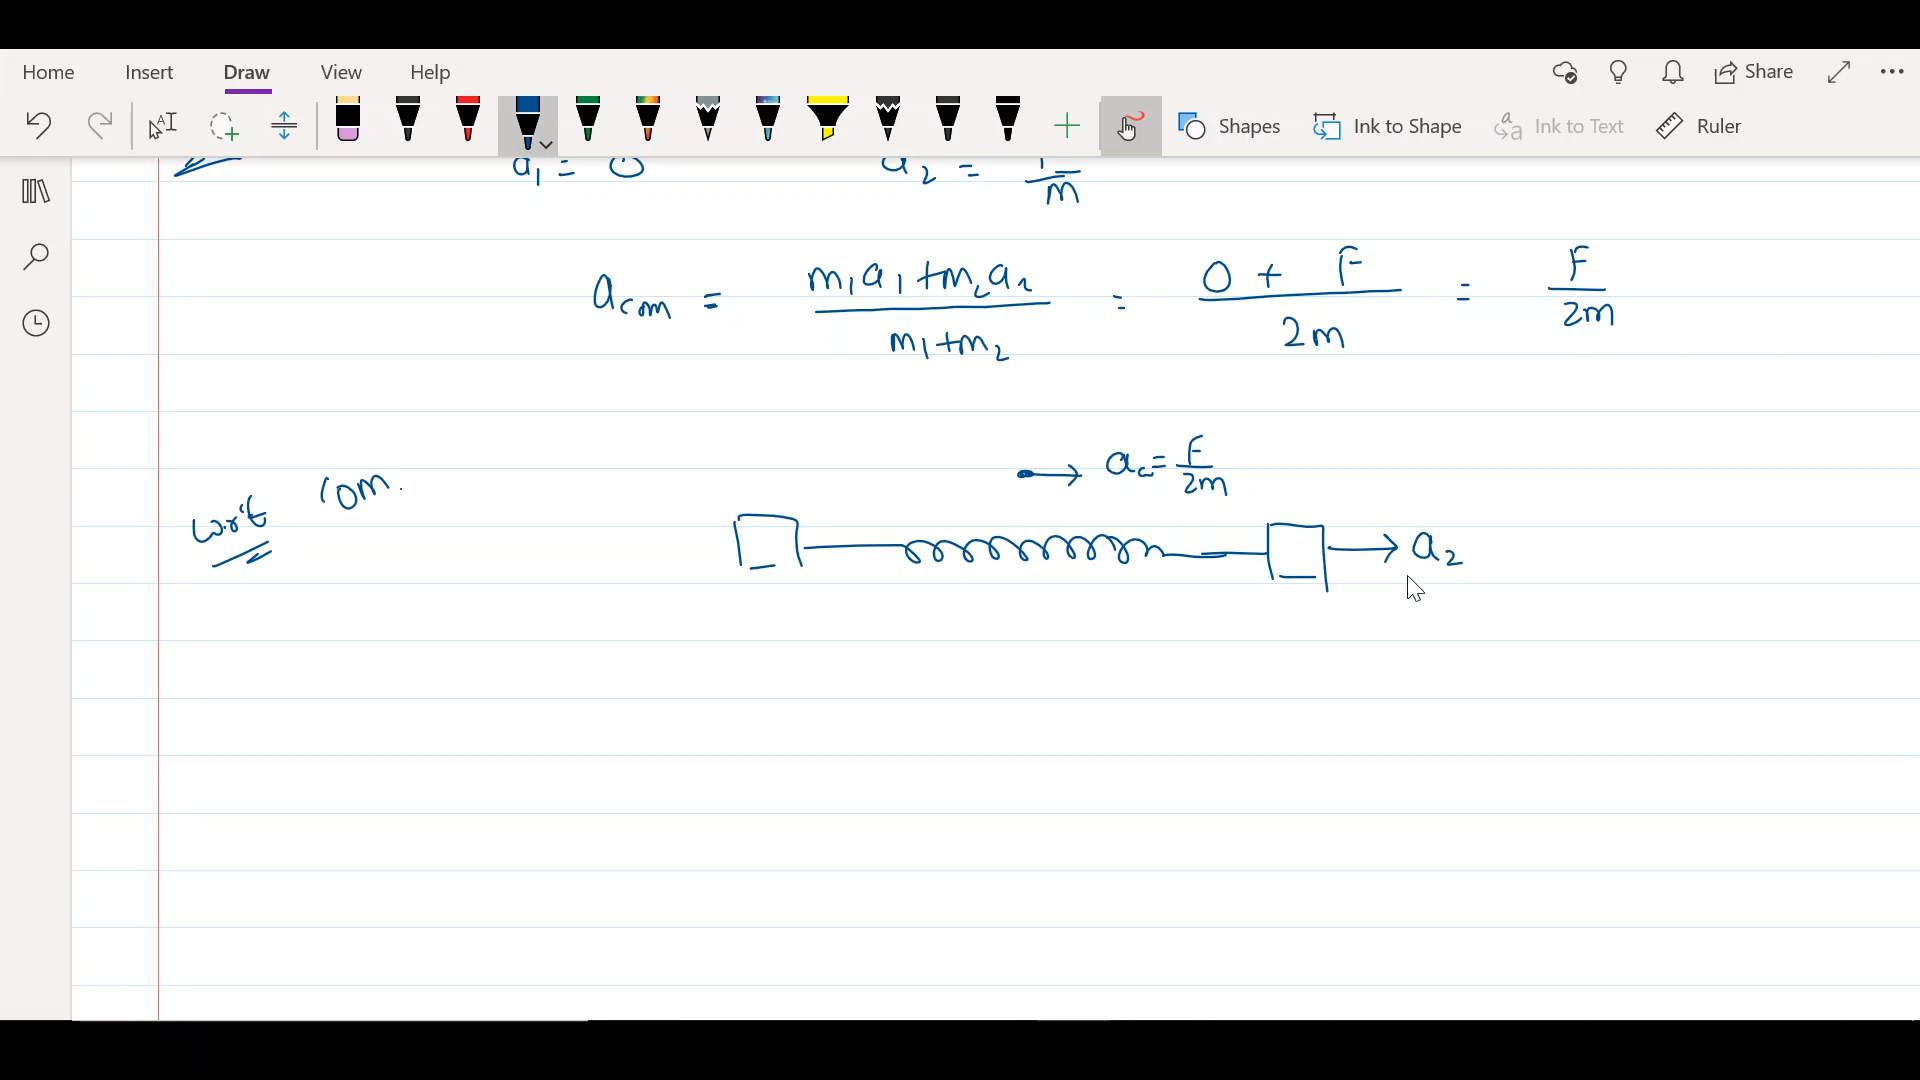 Home Insert Draw View Help Share
Shapes Ink to Shape Ink to Text Ruler
a₁ = 0 a₂ = F/m
a_cm = (m₁a₁+m₂a₂)/(m₁+m₂) = (0 + F)/2m = F/2m
a_c = F/2m
wrt com.
a₂